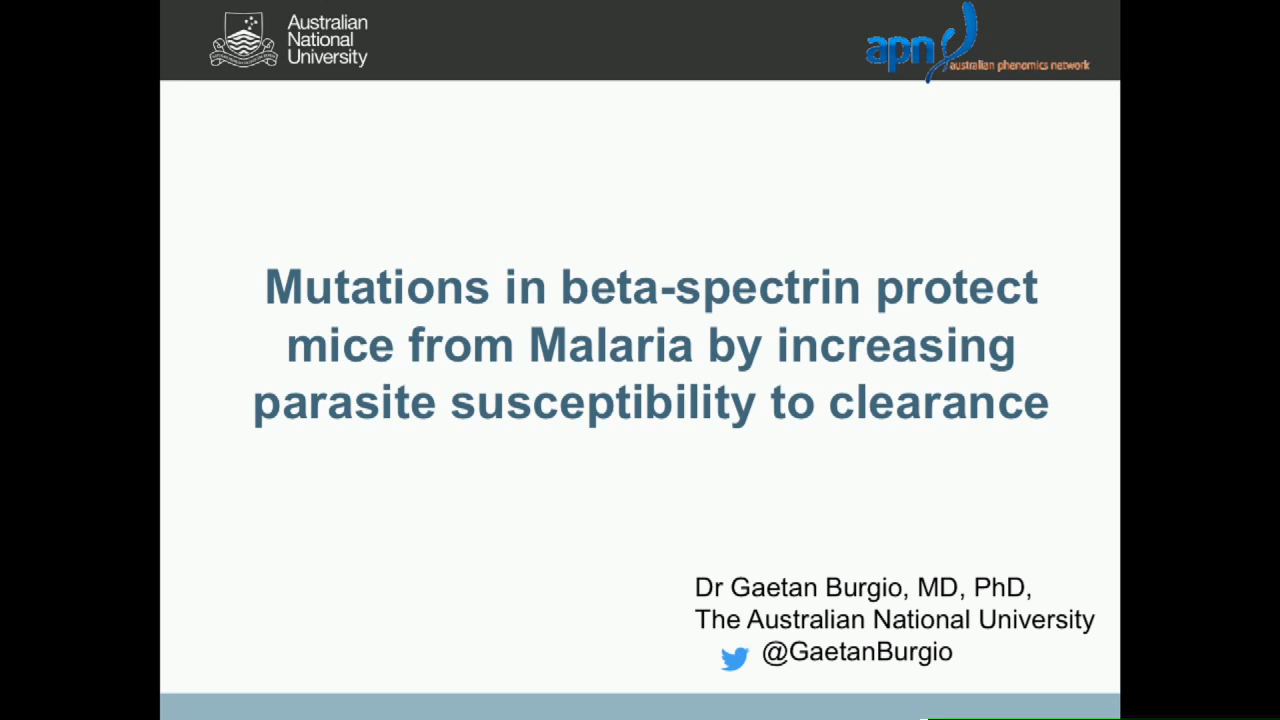 Australian
National
University
apn
australian phenomics network
Mutations in beta-spectrin protect
mice from Malaria by increasing
parasite susceptibility to clearance
Dr Gaetan Burgio, MD, PhD,
The Australian National University
@GaetanBurgio